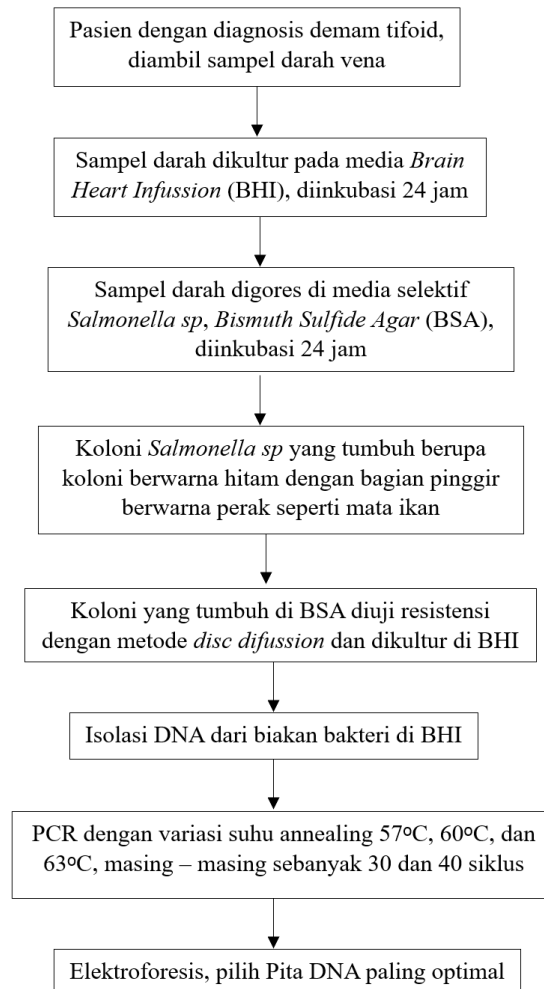 Pasien dengan diagnosis demam tifoid,
diambil sampel darah vena
Sampel darah dikultur pada media Brain
Heart Infussion (BHI), diinkubasi 24 jam
Sampel darah digores di media selektif
Salmonella sp, Bismuth Sulfide Agar (BSA),
diinkubasi 24 jam
Koloni Salmonella sp yang tumbuh berupa
koloni berwarna hitam dengan bagian pinggir
berwarna perak seperti mata ikan
Koloni yang tumbuh di BSA diuji resistensi
dengan metode disc difussion dan dikultur di BHI
Isolasi DNA dari biakan bakteri di BHI
PCR dengan variasi suhu annealing 57ºC, 60ºC, dan
63ºC, masing – masing sebanyak 30 dan 40 siklus
Elektroforesis, pilih Pita DNA paling optimal